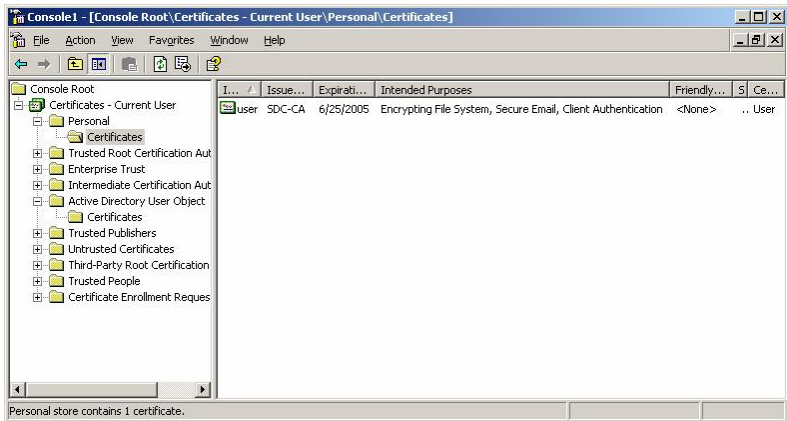 Console1 - [Console Root\Certificates - Current User\Personal\Certificates]
File Action View Favorites Window Help
Console Root
Certificates - Current User
Personal
Certificates
Trusted Root Certification Aut
Enterprise Trust
Intermediate Certification Aut
Active Directory User Object
Certificates
Trusted Publishers
Untrusted Certificates
Third-Party Root Certification
Trusted People
Certificate Enrollment Reques
I... Issue... Expirati... Intended Purposes Friendly... S Ce...
user SDC-CA 6/25/2005 Encrypting File System, Secure Email, Client Authentication <None> .. User
Personal store contains 1 certificate.